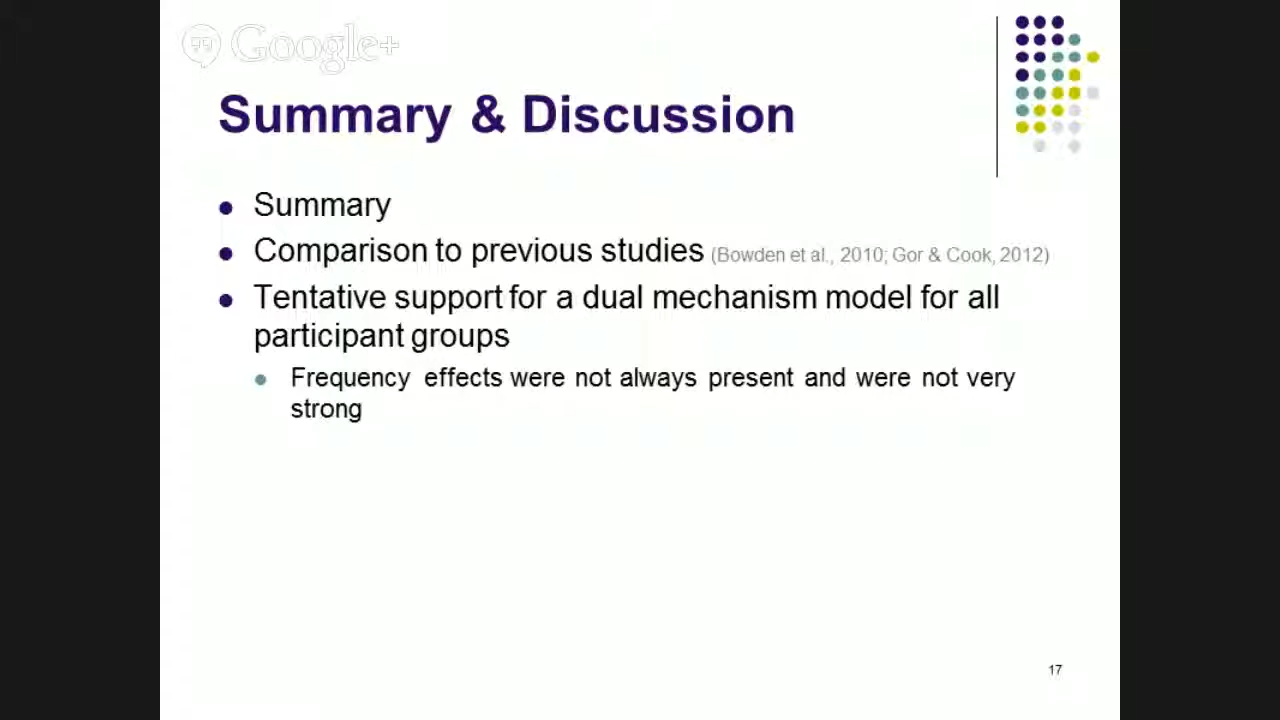 Google+
Summary & Discussion
Summary
Comparison to previous studies (Bowden et al., 2010; Gor & Cook, 2012)
Tentative support for a dual mechanism model for all
participant groups
Frequency effects were not always present and were not very
strong
17